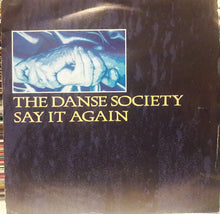 THE DANSE SOCIETY
SAY IT AGAIN